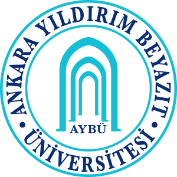 ANKARA YILDIRIM BEYAZIT
AYBÜ
• ÜNİVERSİTESİ •